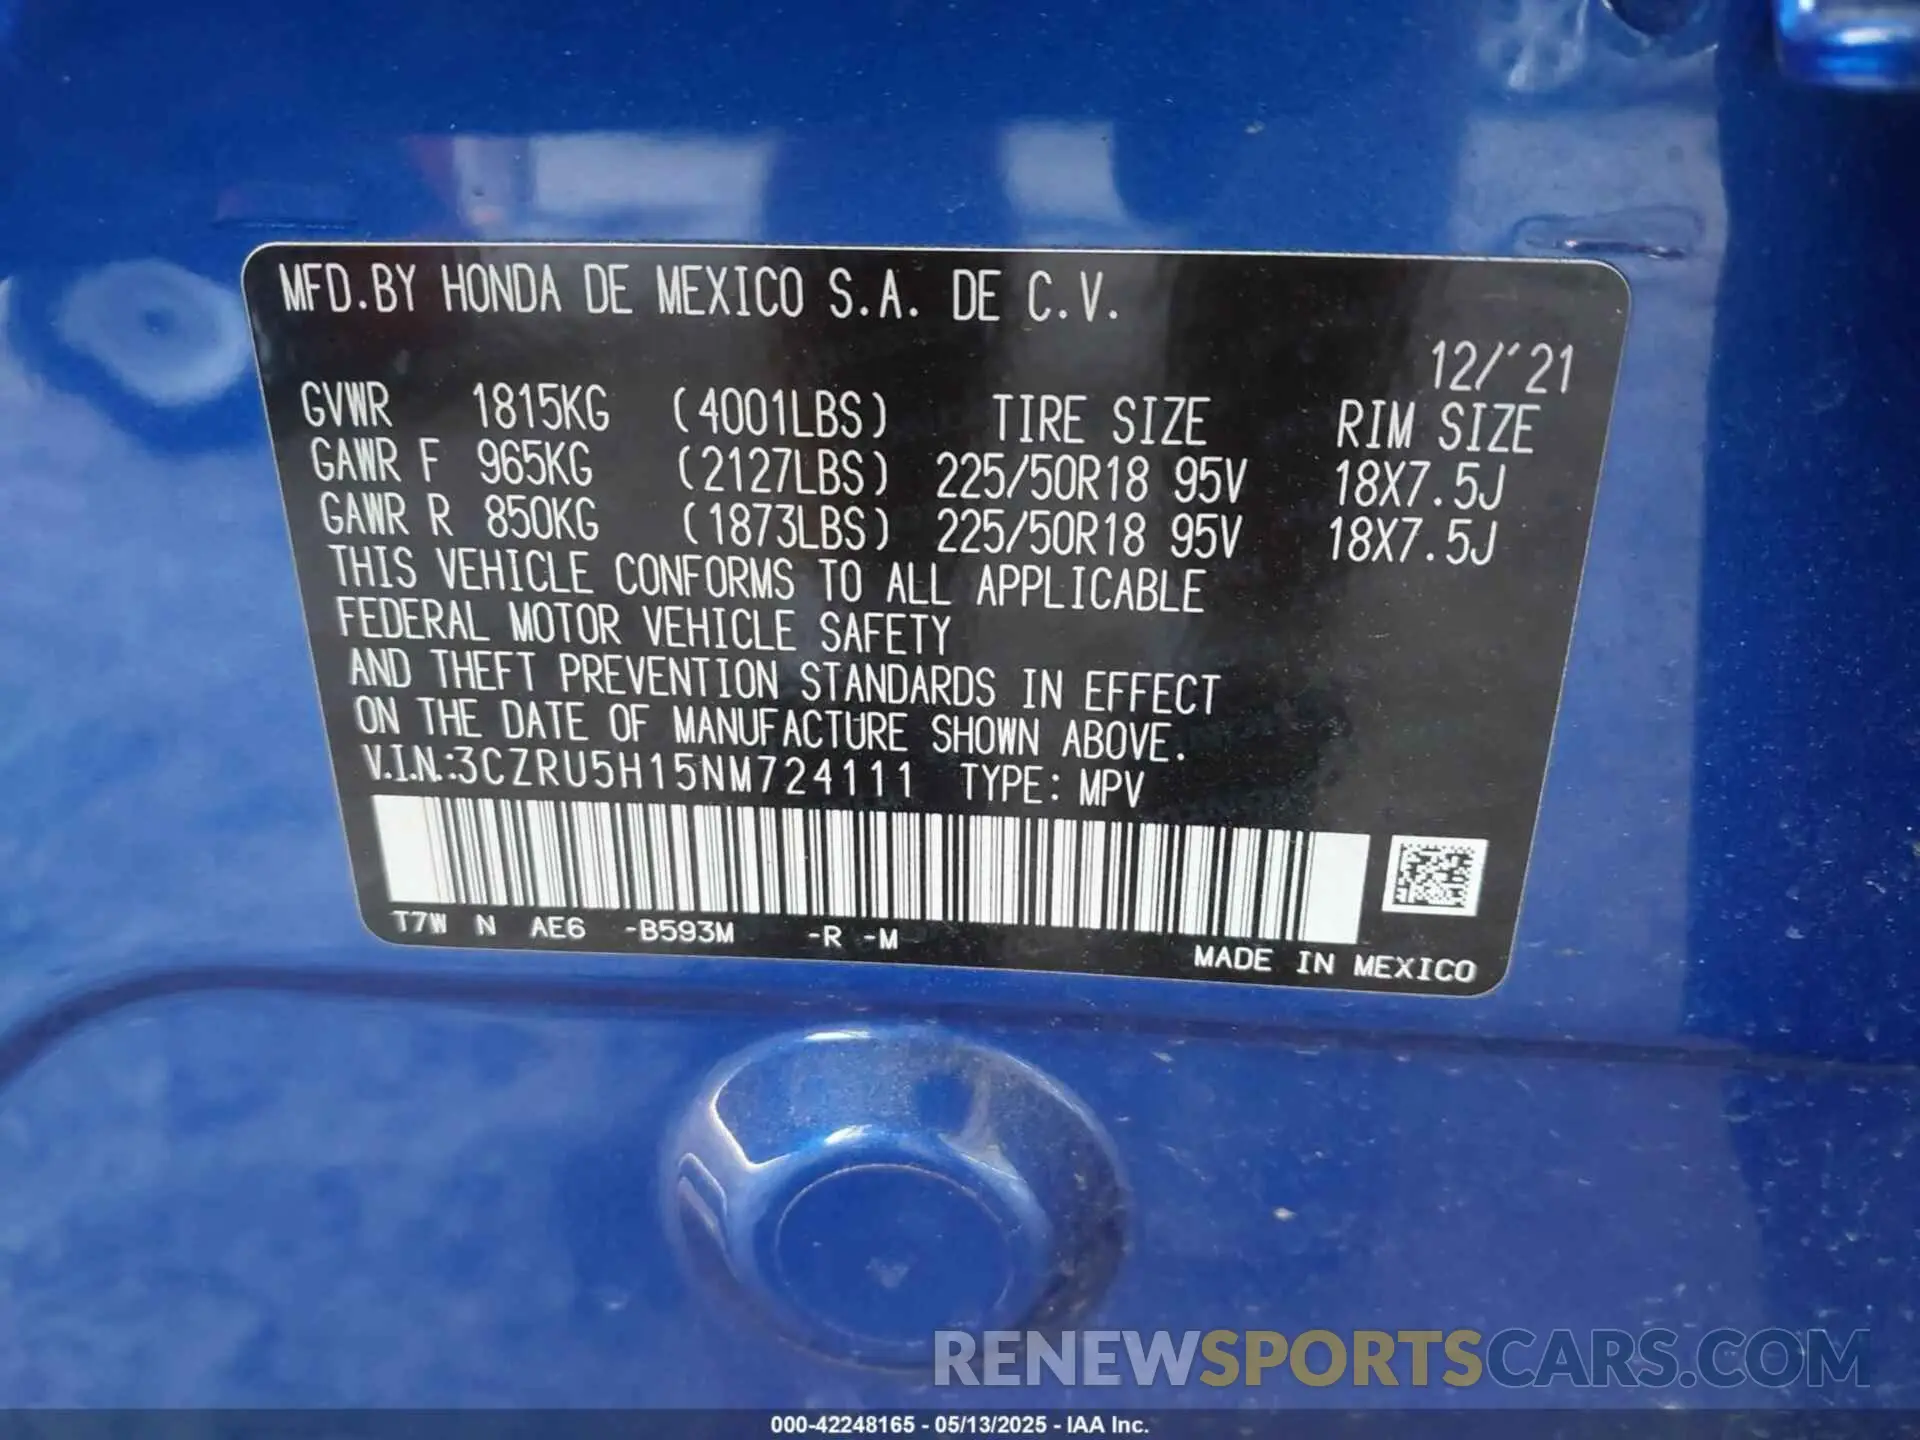 MFD.BY HONDA DE MEXICO S.A. DE C.V.
12/'21
GVWR 1815KG (4001LBS) TIRE SIZE RIM SIZE
GAWR F 965KG (2127LBS) 225/50R18 95V 18X7.5J
GAWR R 850KG (1873LBS) 225/50R18 95V 18X7.5J
THIS VEHICLE CONFORMS TO ALL APPLICABLE
FEDERAL MOTOR VEHICLE SAFETY
AND THEFT PREVENTION STANDARDS IN EFFECT
ON THE DATE OF MANUFACTURE SHOWN ABOVE.
V.I.N.:3CZRU5H15NM724111 TYPE: MPV
T7W N AE6 -B593M -R -M
MADE IN MEXICO
RENEWSPORTSCARS.COM
000-42248165 - 05/13/2025 - IAA Inc.